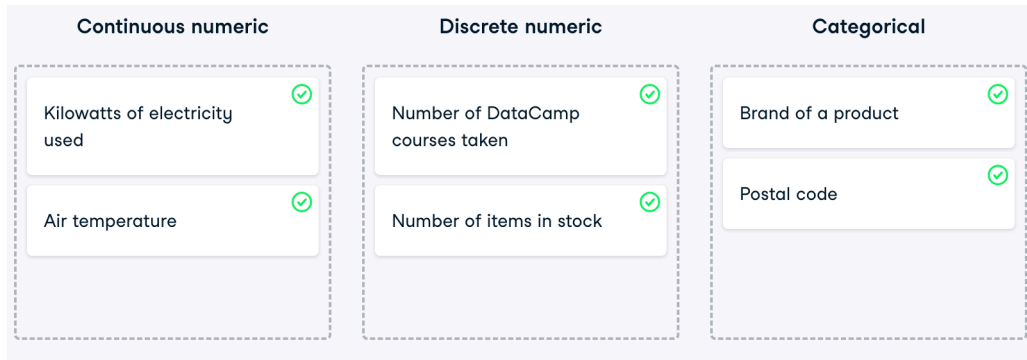 Continuous numeric
Discrete numeric
Categorical
Kilowatts of electricity
used
Air temperature
Number of DataCamp
courses taken
Number of items in stock
Brand of a product
Postal code